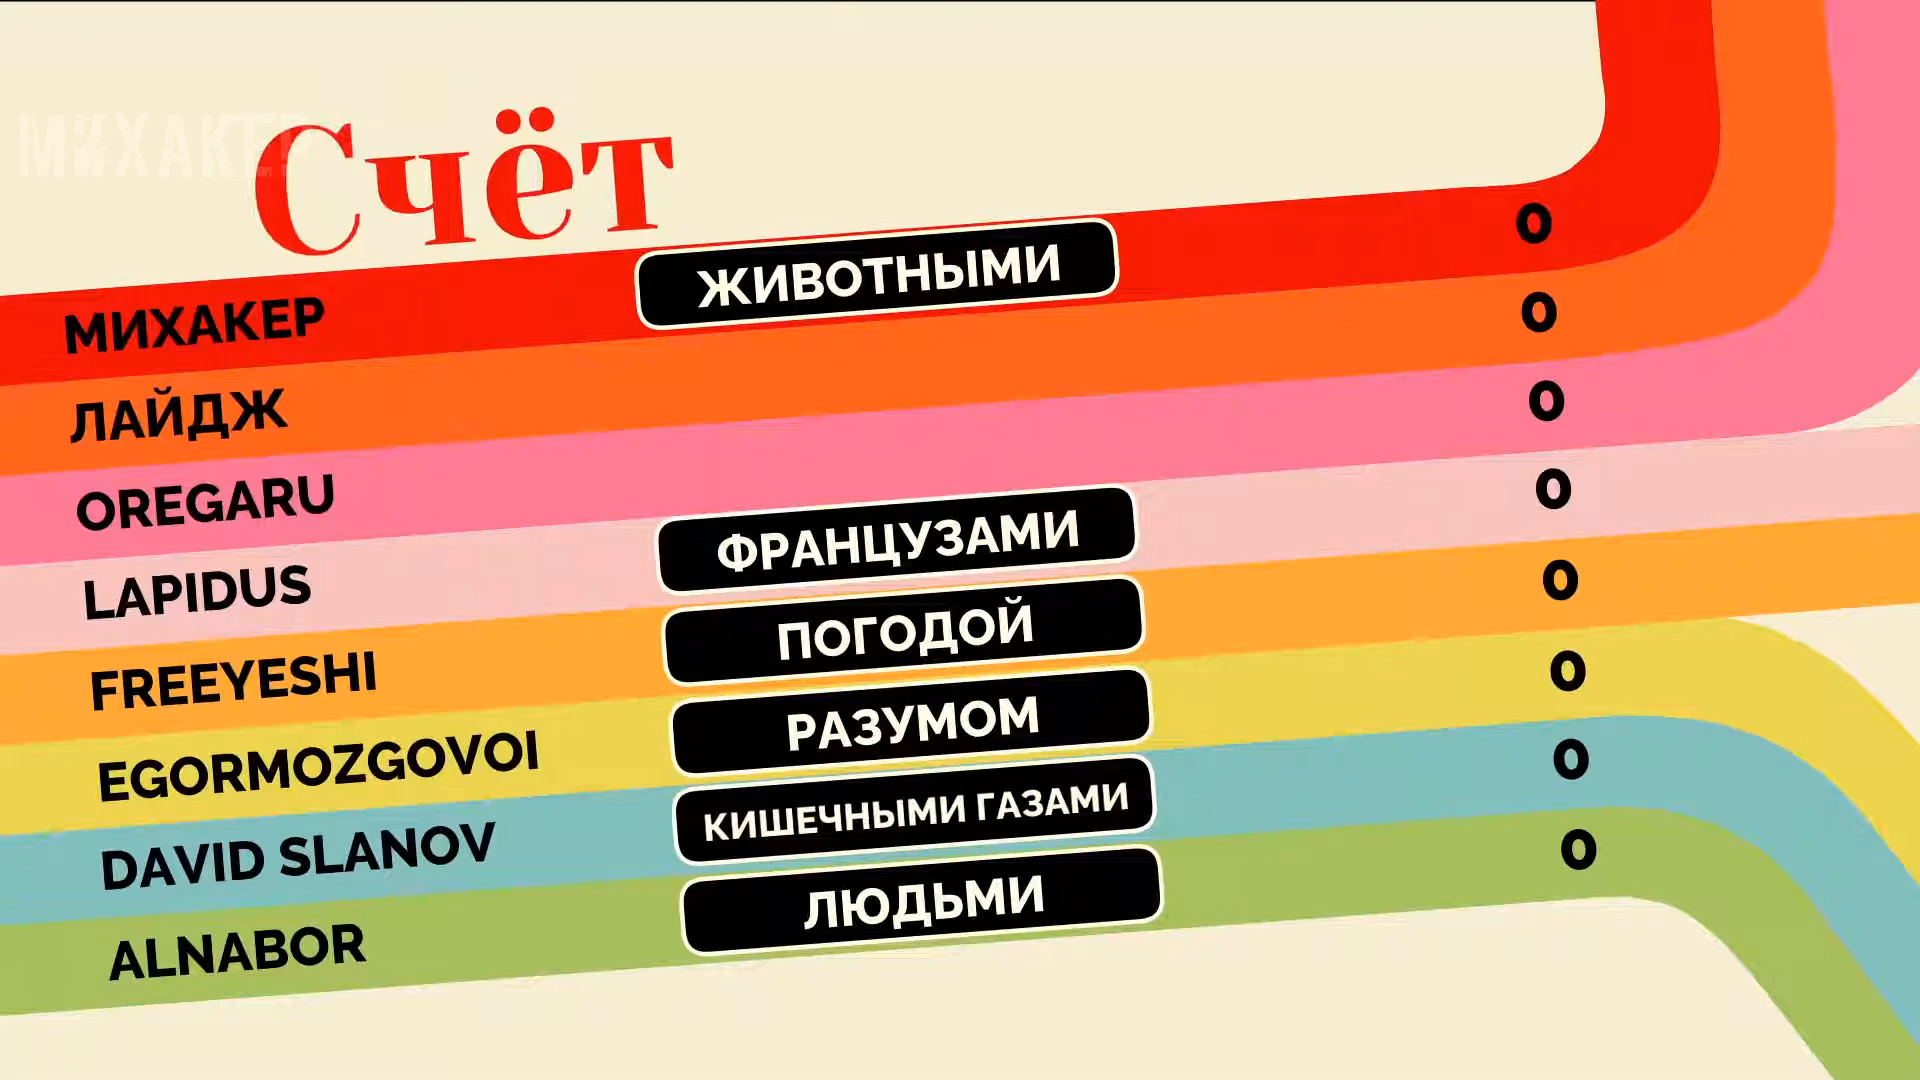 МИХАКЕР
Счёт
МИХАКЕР ЖИВОТНЫМИ 0
ЛАЙДЖ 0
OREGARU 0
LAPIDUS ФРАНЦУЗАМИ 0
FREEYESHI ПОГОДОЙ 0
EGORMOZGOVOI РАЗУМОМ 0
DAVID SLANOV КИШЕЧНЫМИ ГАЗАМИ 0
ALNABOR ЛЮДЬМИ 0